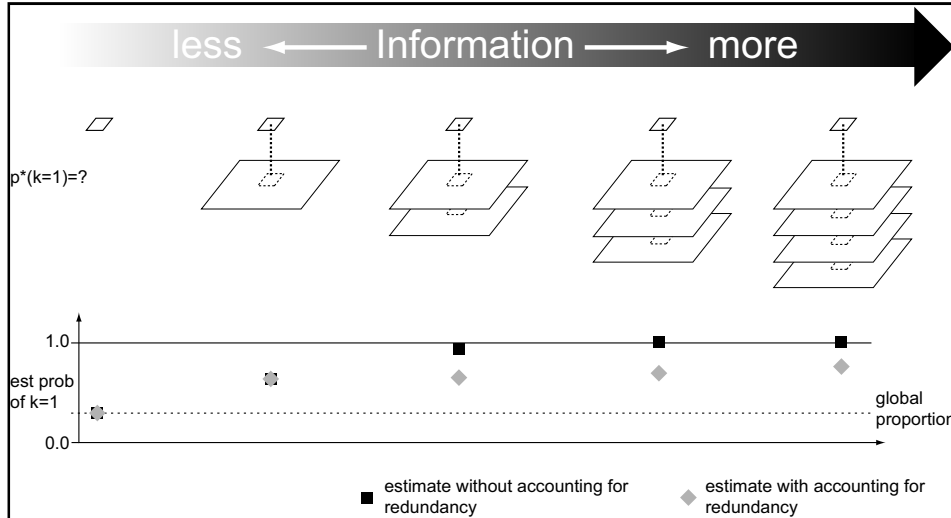 less Information more
p*(k=1)=?
1.0
est prob
of k=1
0.0
global
proportion
estimate without accounting for
redundancy
estimate with accounting for
redundancy